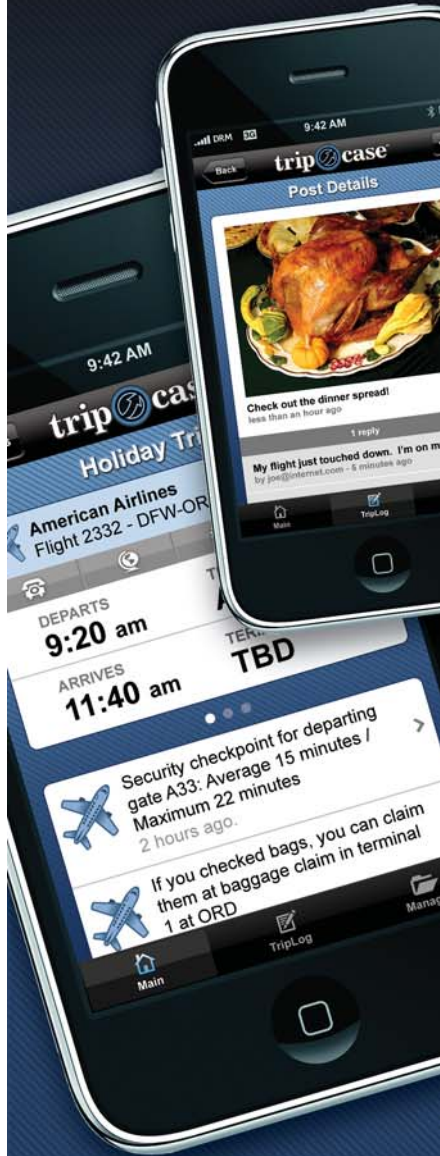 DRM 3G
9:42 AM
Back
trip case
Post Details
Check out the dinner spread!
less than an hour ago
1 reply
My flight just touched down. I'm on
by joe@internet.com - 5 minutes ago
Main
TripLog
9:42 AM
trip
Holiday
American Airlines
Flight 2332 - DFW-OR
DEPARTS
9:20 am
ARRIVES
11:40 am
TBD
Security checkpoint for departing
gate A33: Average 15 minutes /
Maximum 22 minutes
2 hours ago.
If you checked bags, you can claim
them at baggage claim in terminal
1 at ORD
Main
TripLog
Manag